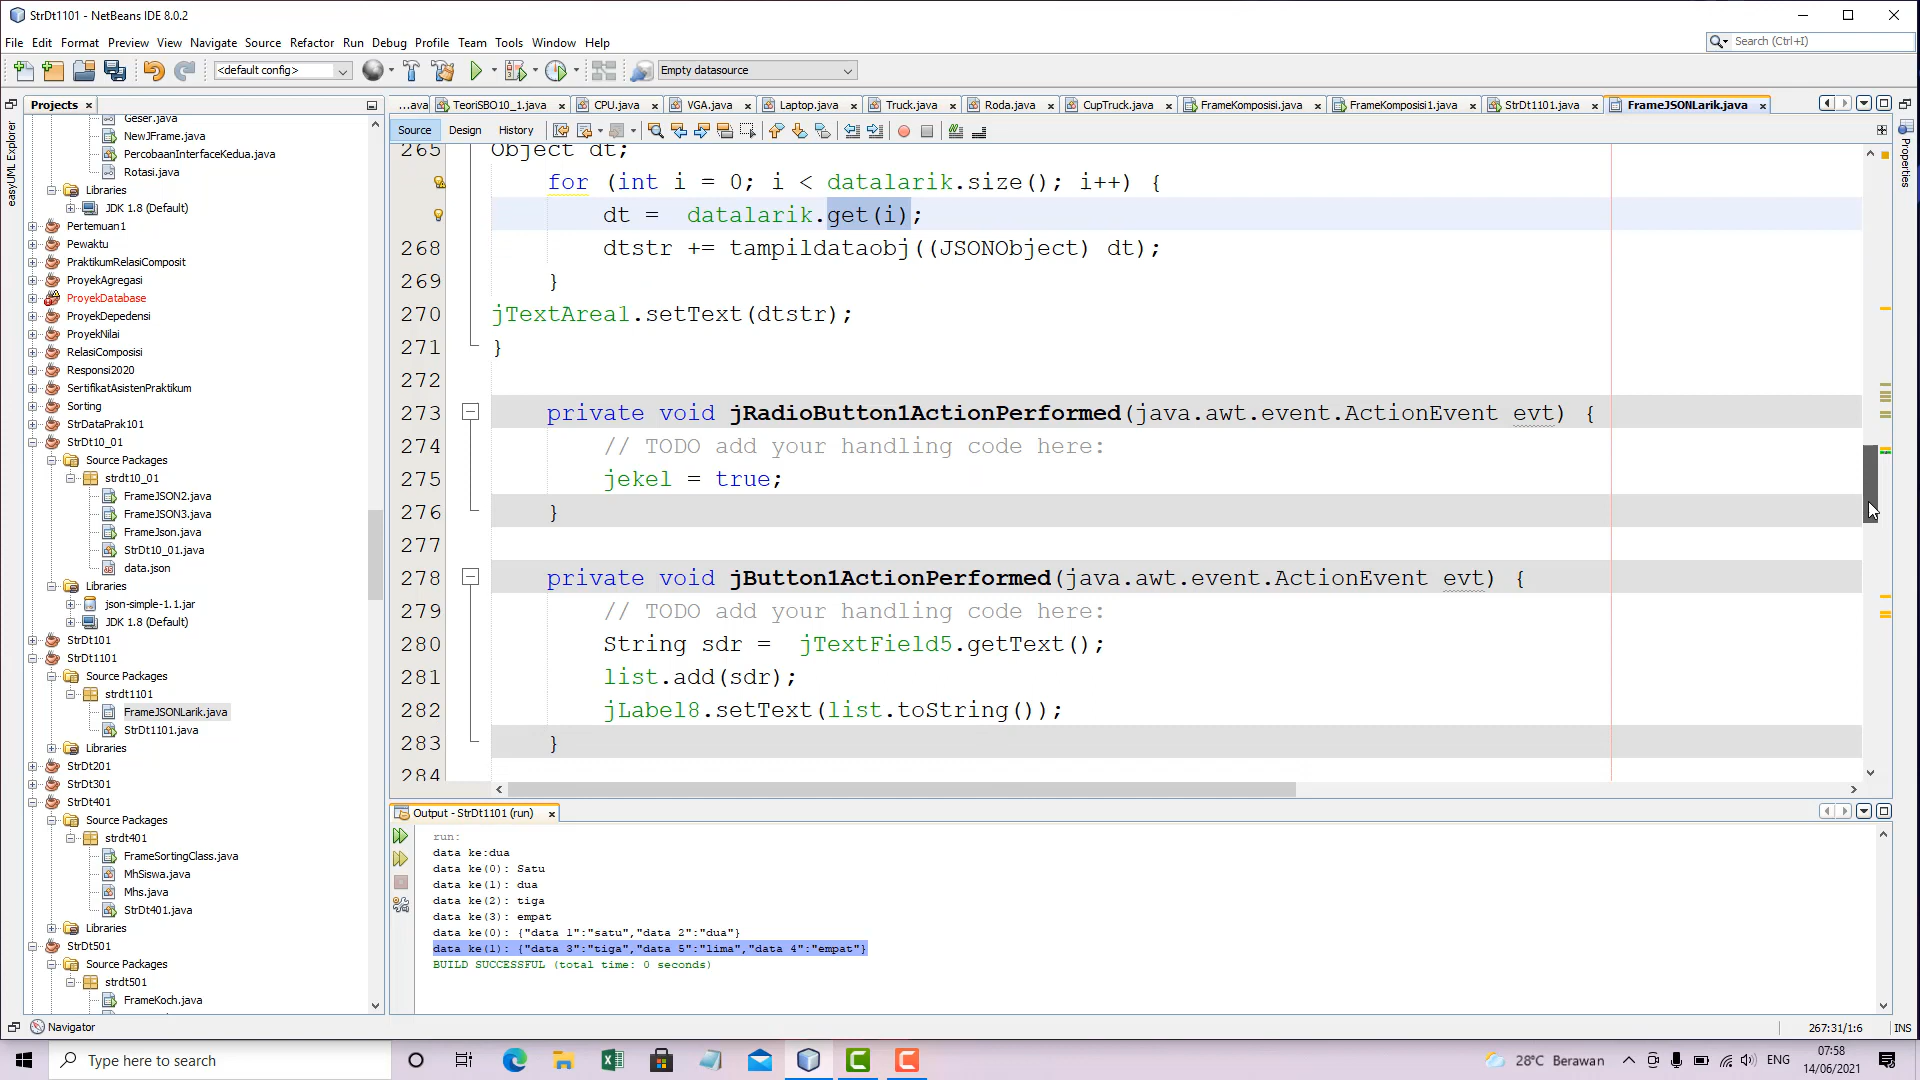 StrDt1101 - NetBeans IDE 8.0.2
File Edit Format Preview View Navigate Source Refactor Run Debug Profile Team Tools Window Help
Search (Ctrl+I)
<default config>
Empty datasource
Projects
...ava TeoriSBO10_1.java CPU.java VGA.java Laptop.java Truck.java Roda.java CupTruck.java FrameKomposisi.java FrameKomposisi1.java StrDt1101.java FrameJSONLarik.java
Source Design History
easyUML Explorer
Properties
Geser.java
NewJFrame.java
PercobaanInterfaceKedua.java
Rotasi.java
Libraries
JDK 1.8 (Default)
Pertemuan1
Pewaktu
PraktikumRelasiComposit
ProyekAgregasi
ProyekDatabase
ProyekDepedensi
ProyekNilai
RelasiComposisi
Responsi2020
SertifikatAsistenPraktikum
Sorting
StrDataPrak101
StrDt10_01
Source Packages
strdt10_01
FrameJSON2.java
FrameJSON3.java
FrameJson.java
StrDt10_01.java
data.json
Libraries
json-simple-1.1.jar
JDK 1.8 (Default)
StrDt101
StrDt1101
Source Packages
strdt1101
FrameJSONLarik.java
StrDt1101.java
Libraries
StrDt201
StrDt301
StrDt401
Source Packages
strdt401
FrameSortingClass.java
MhSiswa.java
Mhs.java
StrDt401.java
Libraries
StrDt501
Source Packages
strdt501
FrameKoch.java
Navigator
265 Object dt;
for (int i = 0; i < datalarik.size(); i++) {
dt =  datalarik.get(i);
268 dtstr += tampildataobj((JSONObject) dt);
269 }
270 jTextArea1.setText(dtstr);
271 }
272
273 private void jRadioButton1ActionPerformed(java.awt.event.ActionEvent evt) {
274 // TODO add your handling code here:
275 jekel = true;
276 }
277
278 private void jButton1ActionPerformed(java.awt.event.ActionEvent evt) {
279 // TODO add your handling code here:
280 String sdr =  jTextField5.getText();
281 list.add(sdr);
282 jLabel8.setText(list.toString());
283 }
284
Output - StrDt1101 (run)
run:
data ke:dua
data ke(0): Satu
data ke(1): dua
data ke(2): tiga
data ke(3): empat
data ke(0): {"data 1":"satu","data 2":"dua"}
data ke(1): {"data 3":"tiga","data 5":"lima","data 4":"empat"}
BUILD SUCCESSFUL (total time: 0 seconds)
267:31/1:6 INS
Type here to search
28°C Berawan
ENG
07:58
14/06/2021